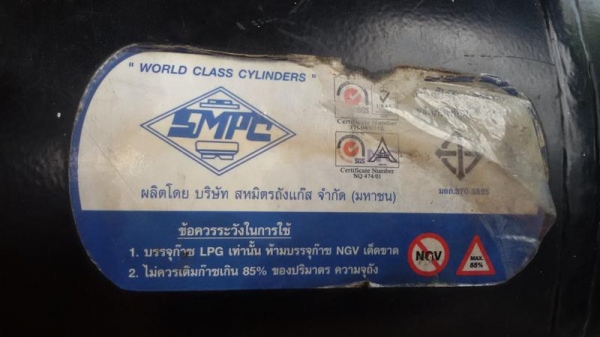 " WORLD CLASS CYLINDERS "
SMPC
SGS
Certificate Number
SGS
Certificate Number
NQ 474/01
ผลิตโดย บริษัท สหมิตรถังแก๊ส จำกัด (มหาชน)
ข้อควรระวังในการใช้
1. บรรจุก๊าซ LPG เท่านั้น ห้ามบรรจุก๊าซ NGV เด็ดขาด
2. ไม่ควรเติมก๊าซเกิน 85% ของปริมาตร ความจุถัง
NGV
MAX.
85%